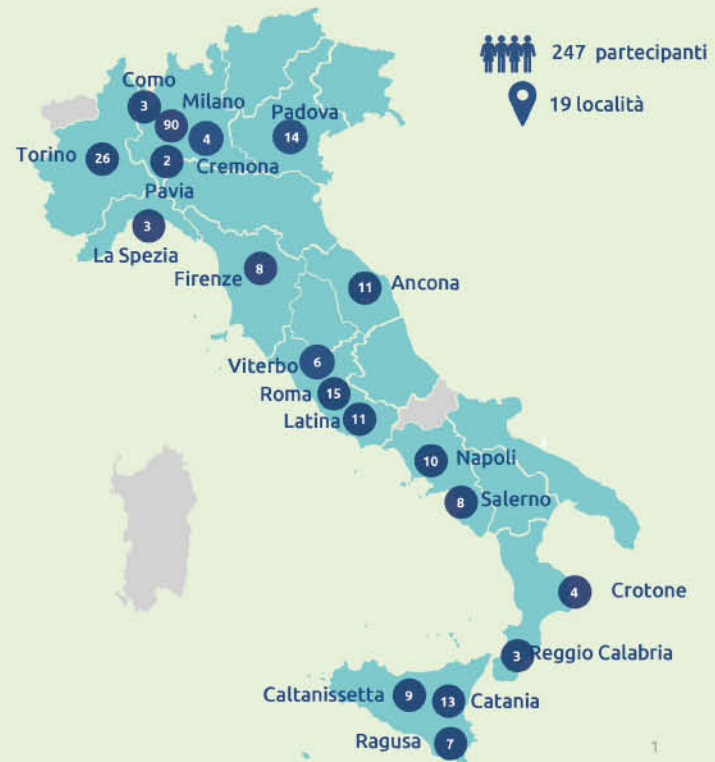 247 partecipanti
19 località
Como
3
Milano
90
Padova
14
4
Cremona
Torino
26
2
Pavia
3
La Spezia
Firenze
8
11
Ancona
Viterbo
6
Roma
15
Latina
11
10
Napoli
8
Salerno
4
Crotone
3
Reggio Calabria
Caltanissetta
9
13
Catania
Ragusa
7
1